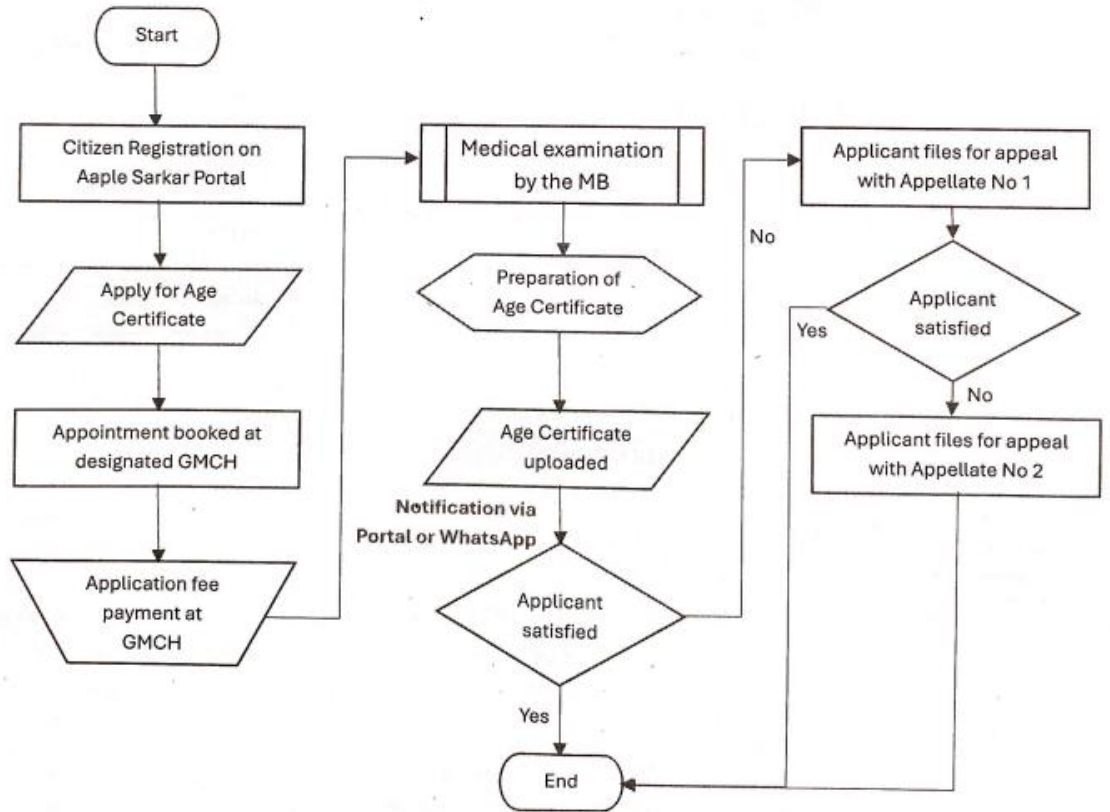 Start
Citizen Registration on
Aaple Sarkar Portal
Apply for Age
Certificate
Appointment booked at
designated GMCH
Application fee
payment at
GMCH
Medical examination
by the MB
Preparation of
Age Certificate
Age Certificate
uploaded
Notification via
Portal or WhatsApp
Applicant
satisfied
Yes
End
No
Applicant files for appeal
with Appellate No 1
Applicant
satisfied
Yes
No
Applicant files for appeal
with Appellate No 2